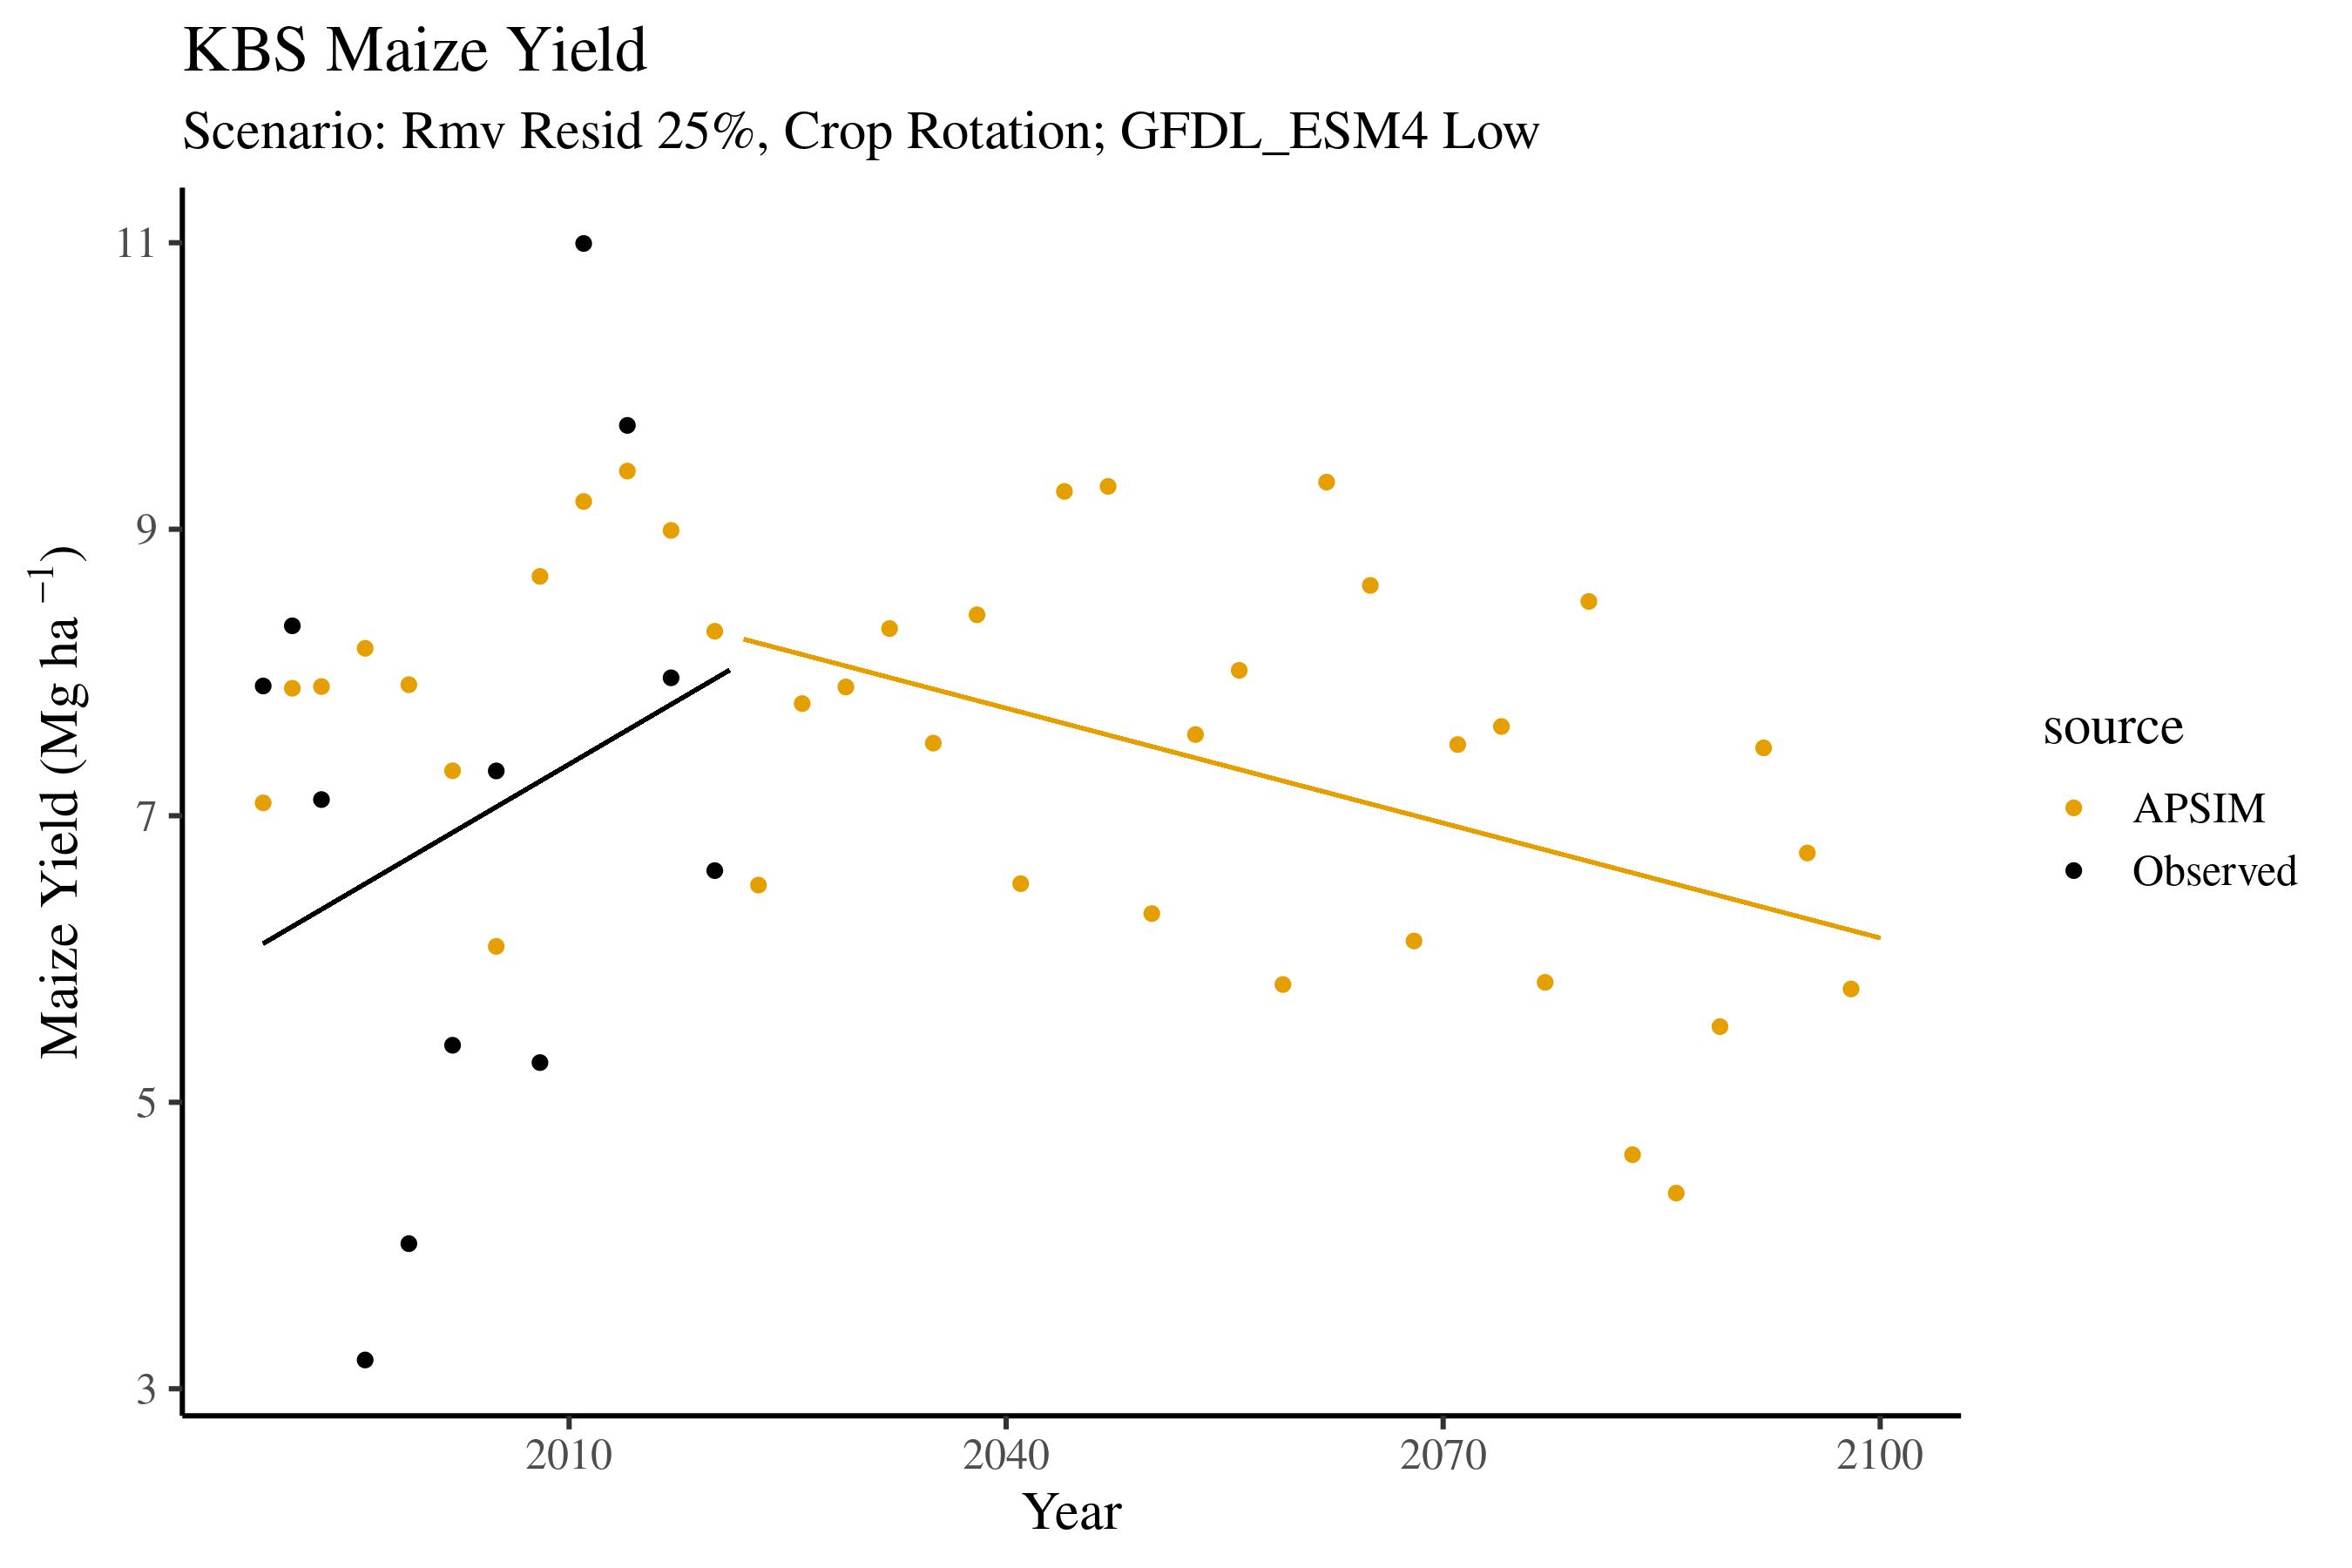 KBS Maize Yield
Scenario: Rmv Resid 25%, Crop Rotation; GFDL_ESM4 Low
11
9
7
5
3
Maize Yield (Mg ha −1)
2010 2040 2070 2100
Year
source
APSIM
Observed